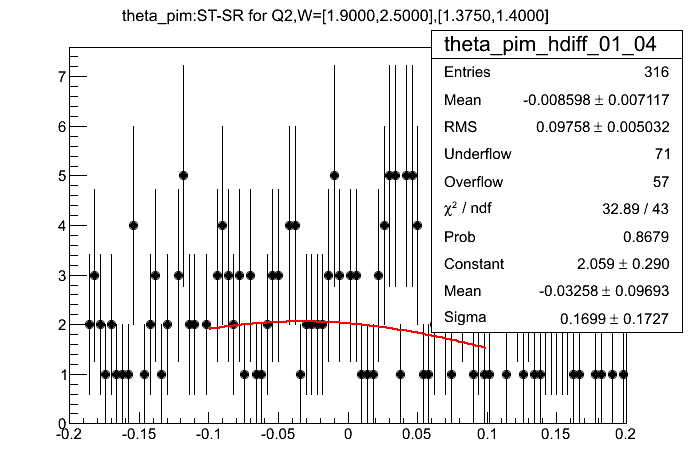 theta_pim:ST-SR for Q2,W=[1.9000,2.5000],[1.3750,1.4000]
theta_pim_hdiff_01_04
Entries 316
Mean -0.008598 ± 0.007117
RMS 0.09758 ± 0.005032
Underflow 71
Overflow 57
χ² / ndf 32.89 / 43
Prob 0.8679
Constant 2.059 ± 0.290
Mean -0.03258 ± 0.09693
Sigma 0.1699 ± 0.1727
7
6
5
4
3
2
1
0
-0.2 -0.15 -0.1 -0.05 0 0.05 0.1 0.15 0.2